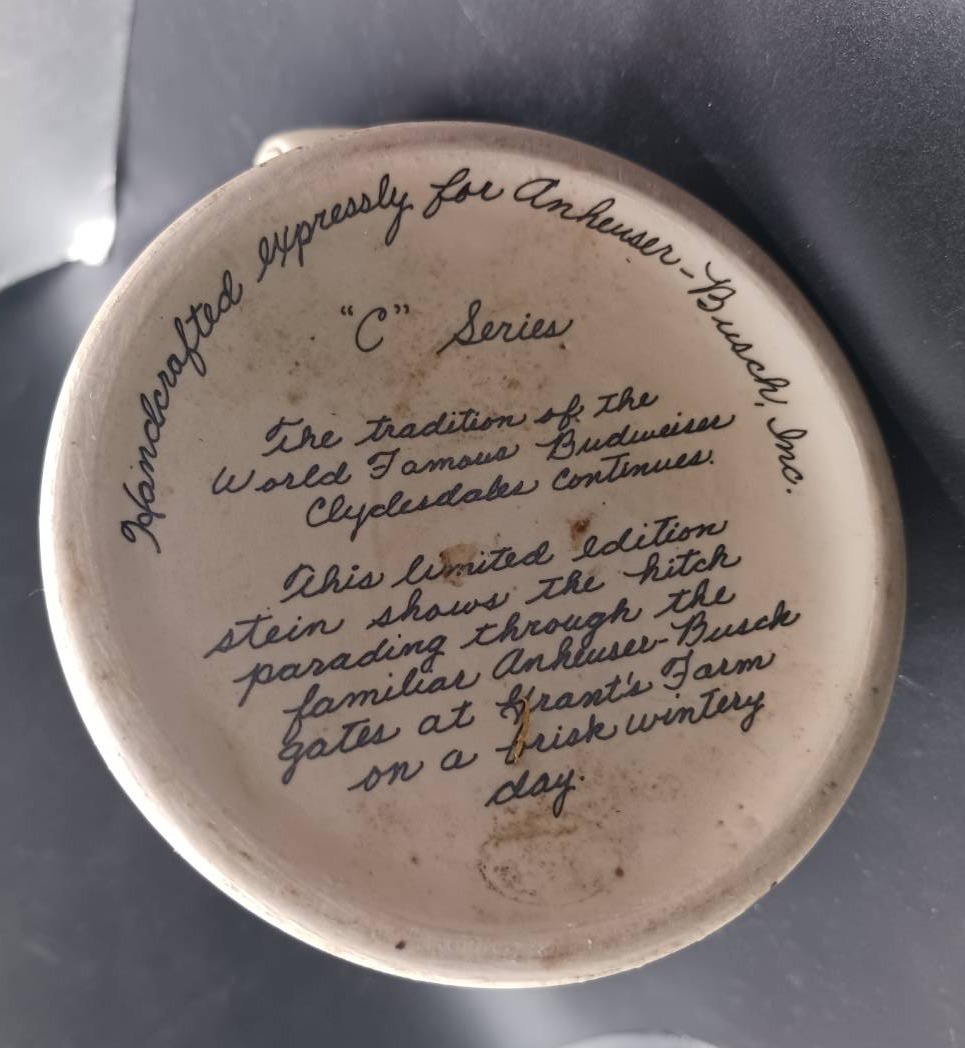 Handcrafted expressly for Anheuser-Busch, Inc.
"C" Series
The tradition of the
World Famous Budweiser
Clydesdales Continues.
This limited edition
stein shows the hitch
parading through the
familiar Anheuser-Busch
gates at Grant's Farm
on a brisk wintery
day.